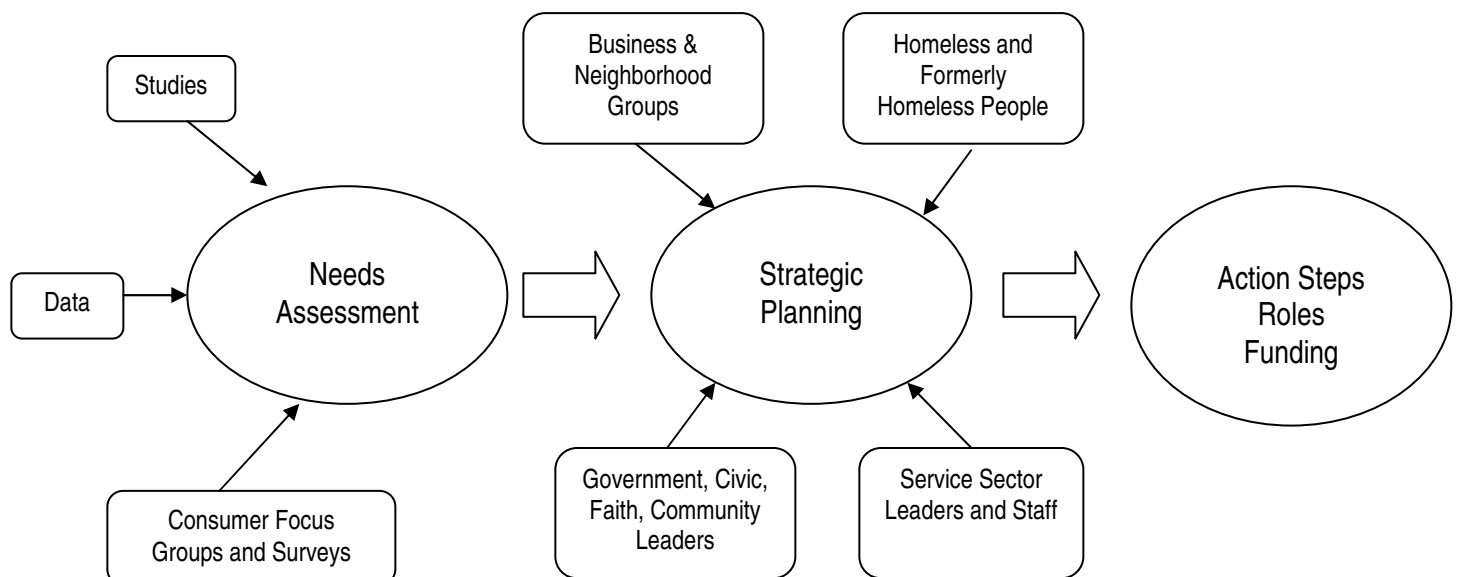 Studies
Data
Consumer Focus
Groups and Surveys
Needs
Assessment
Business &
Neighborhood
Groups
Homeless and
Formerly
Homeless People
Strategic
Planning
Government, Civic,
Faith, Community
Leaders
Service Sector
Leaders and Staff
Action Steps
Roles
Funding